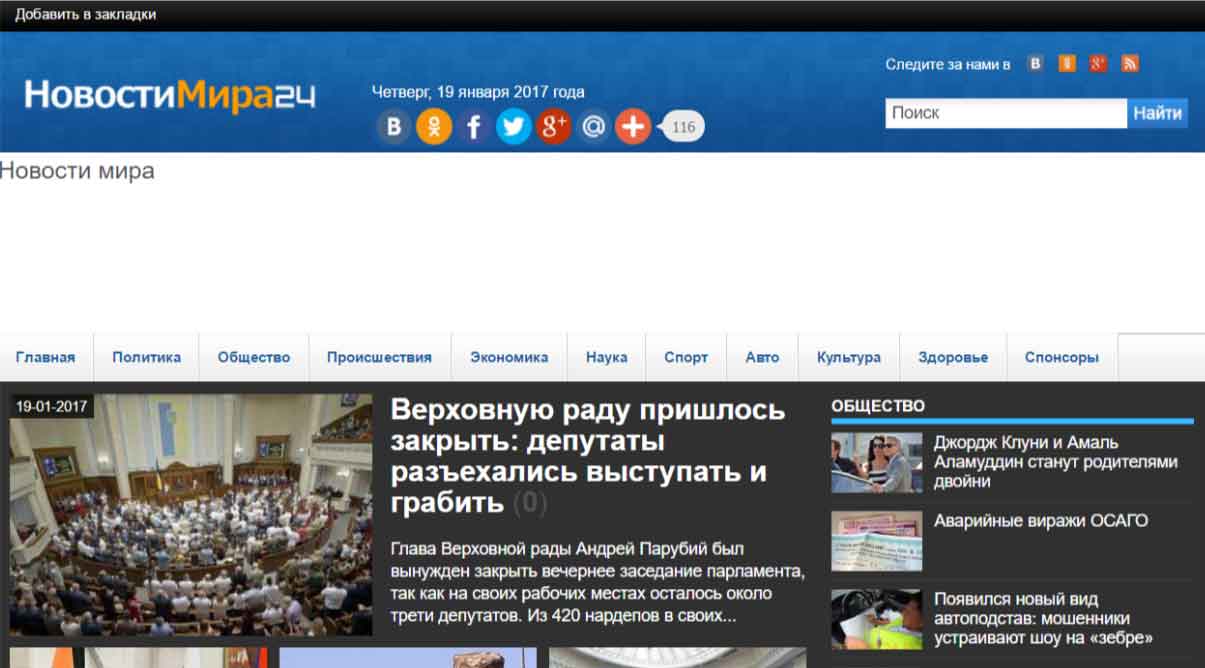 Добавить в закладки
Следите за нами в
В
g+
НовостиМира24
Четверг, 19 января 2017 года
В
f
g+
@
116
Поиск
Найти
Новости мира
Главная
Политика
Общество
Происшествия
Экономика
Наука
Спорт
Авто
Культура
Здоровье
Спонсоры
19-01-2017
Верховную раду пришлось
закрыть: депутаты
разъехались выступать и
грабить (0)
Глава Верховной рады Андрей Парубий был
вынужден закрыть вечернее заседание парламента,
так как на своих рабочих местах осталось около
трети депутатов. Из 420 нардепов в своих...
ОБЩЕСТВО
Джордж Клуни и Амаль
Аламуддин станут родителями
двойни
Аварийные виражи ОСАГО
Появился новый вид
автоподстав: мошенники
устраивают шоу на «зебре»